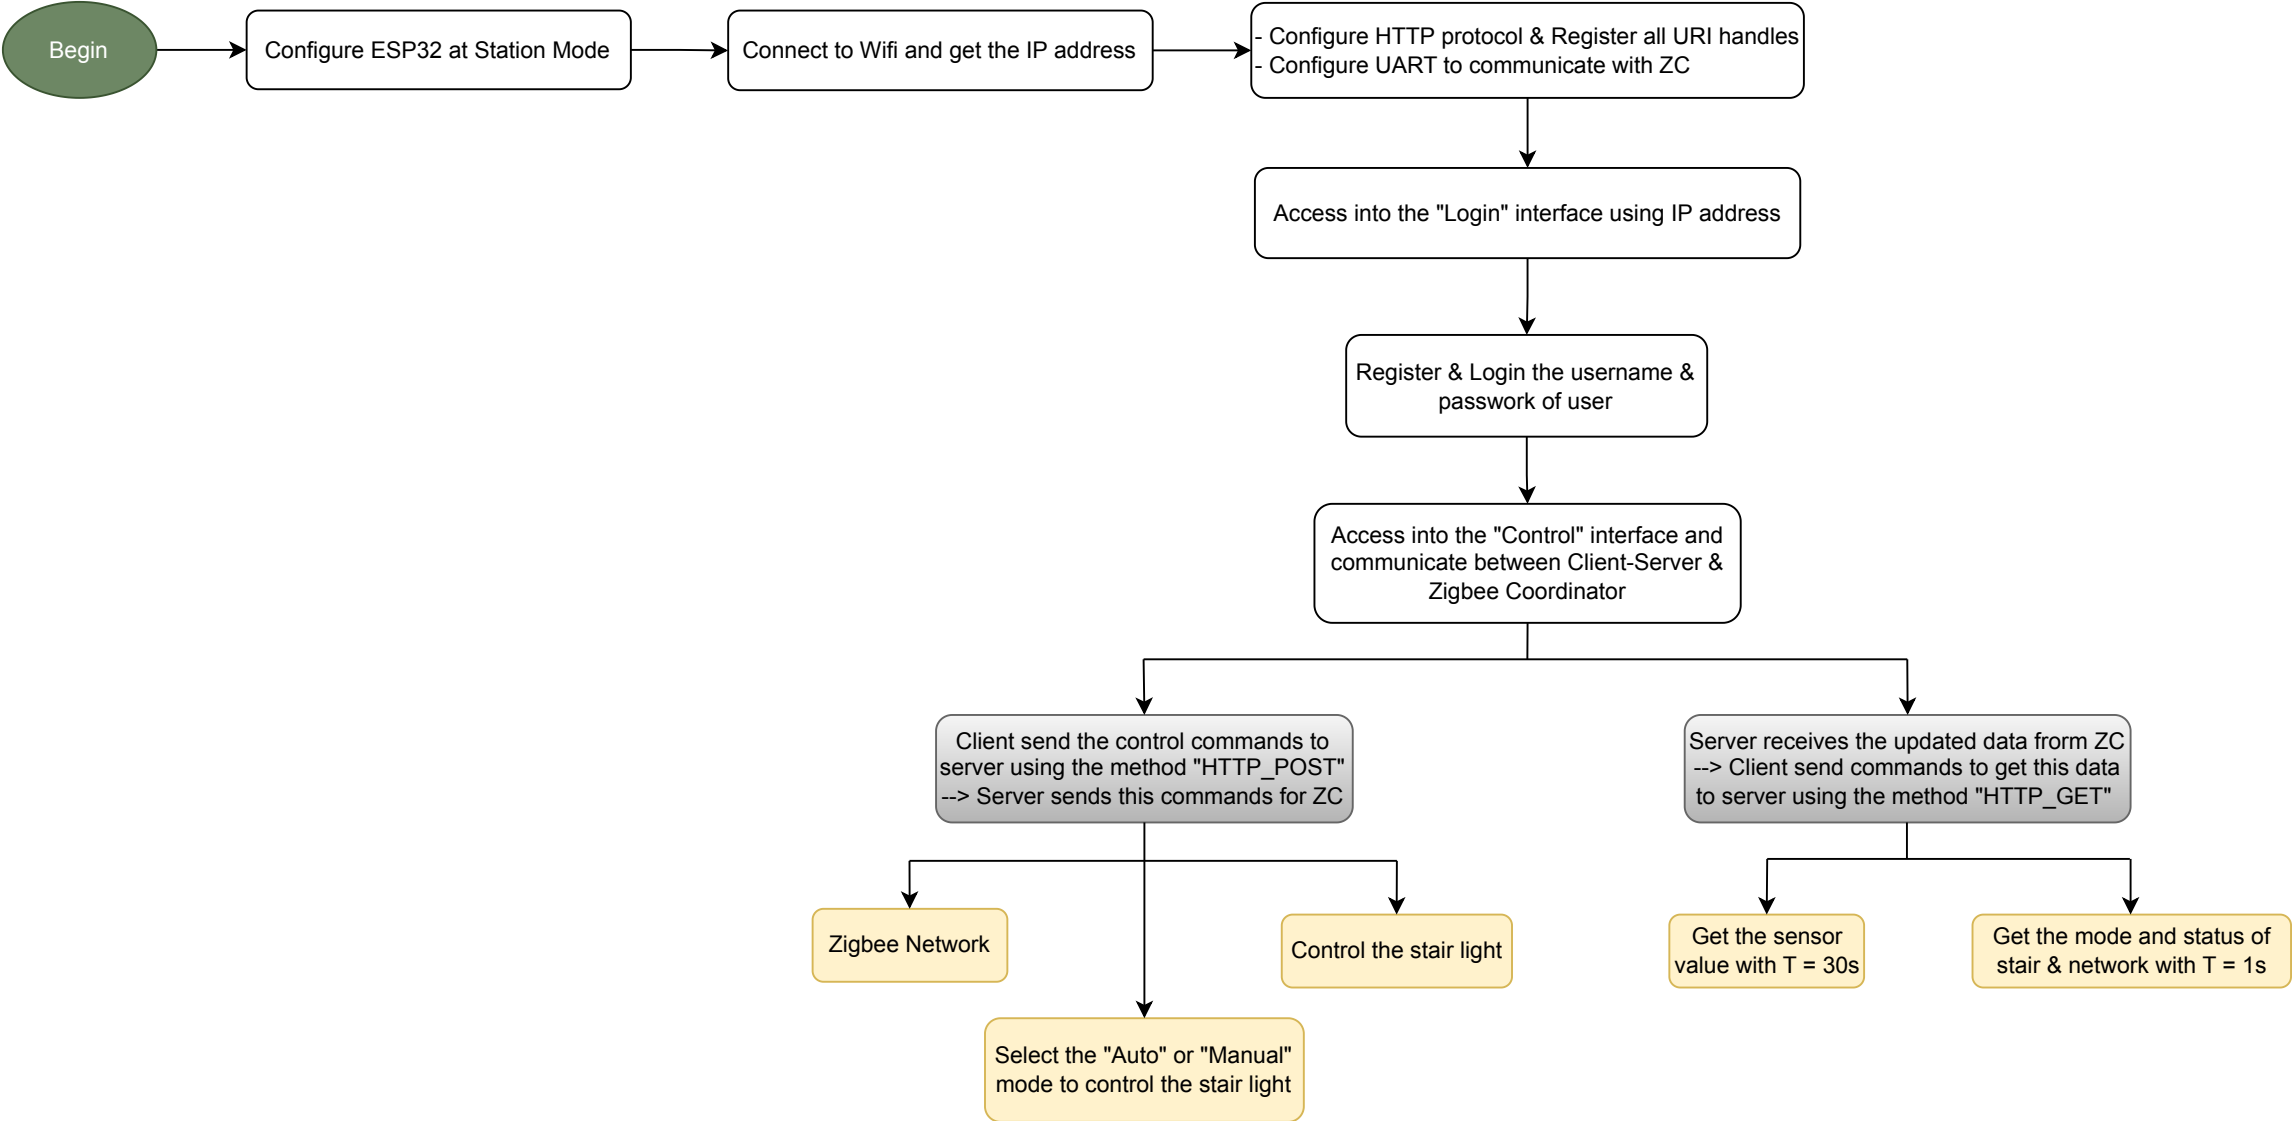 Begin
Configure ESP32 at Station Mode
Connect to Wifi and get the IP address
- Configure HTTP protocol & Register all URI handles
- Configure UART to communicate with ZC
Access into the "Login" interface using IP address
Register & Login the username &
passwork of user
Access into the "Control" interface and
communicate between Client-Server &
Zigbee Coordinator
Client send the control commands to
server using the method "HTTP_POST"
--> Server sends this commands for ZC
Server receives the updated data frorm ZC
--> Client send commands to get this data
to server using the method "HTTP_GET"
Zigbee Network
Control the stair light
Get the sensor
value with T = 30s
Get the mode and status of
stair & network with T = 1s
Select the "Auto" or "Manual"
mode to control the stair light